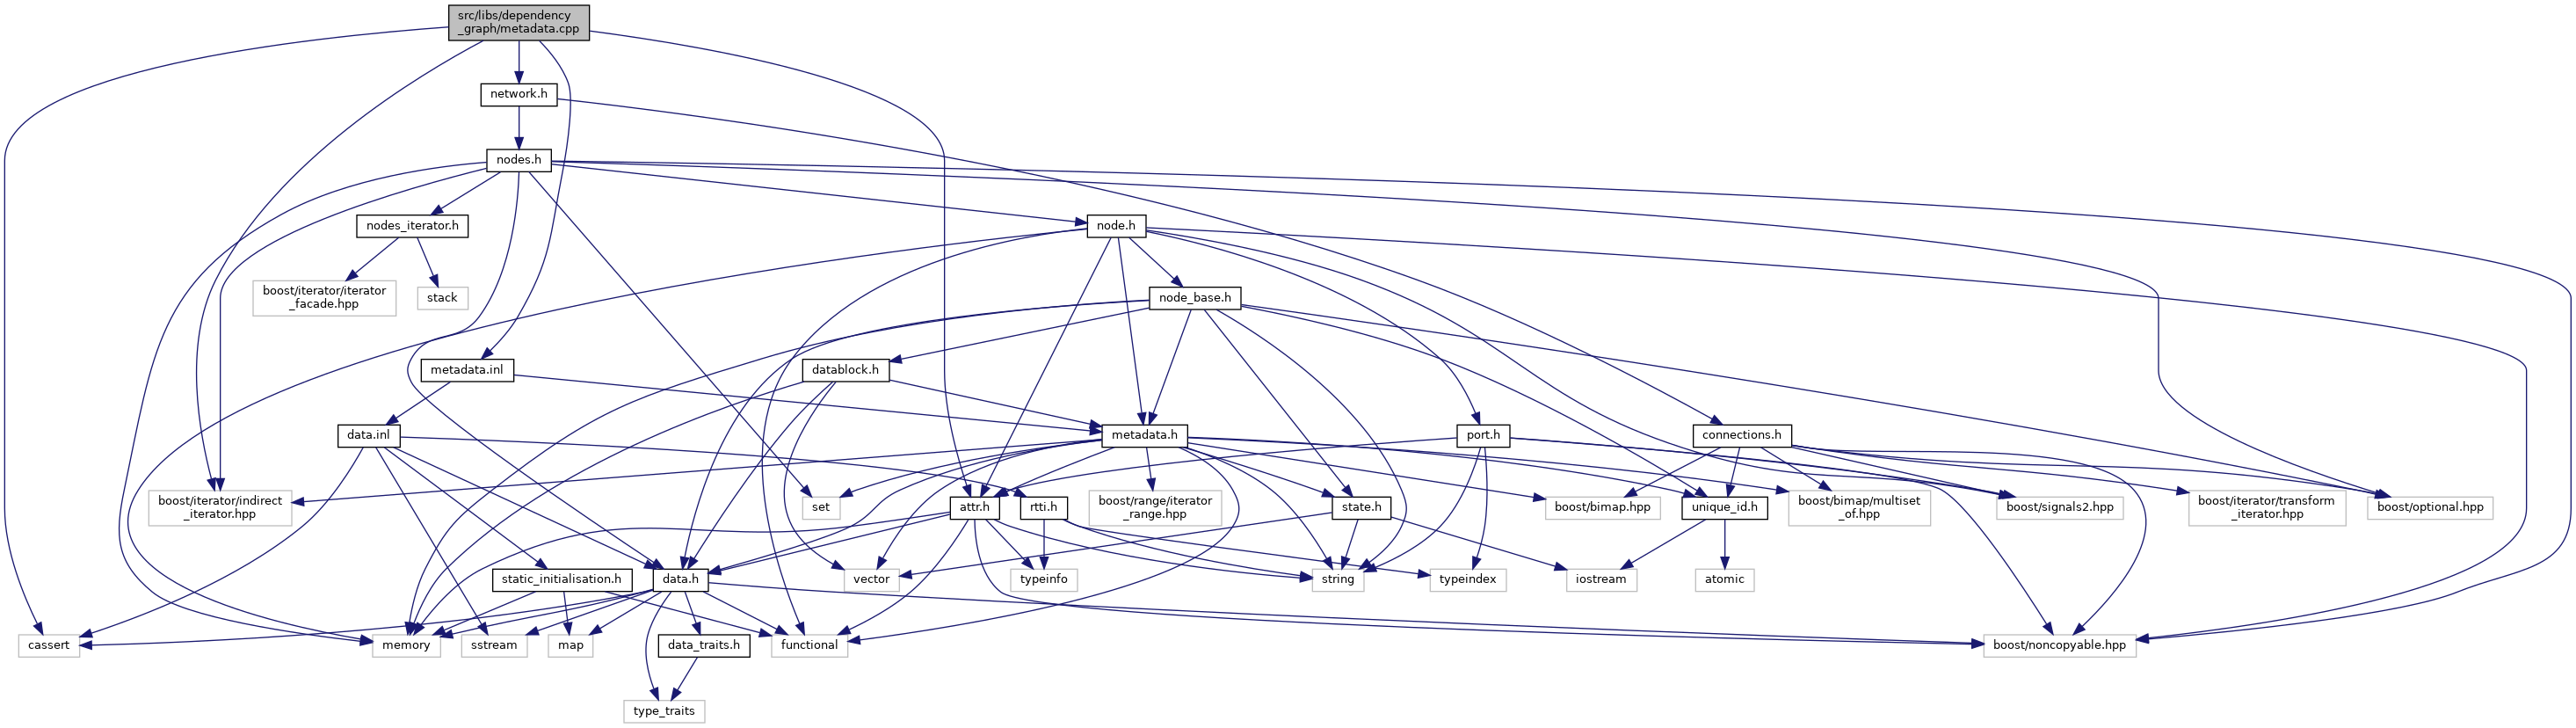 src/libs/dependency
_graph/metadata.cpp
network.h
nodes.h
nodes_iterator.h
node.h
boost/iterator/iterator
_facade.hpp
stack
node_base.h
metadata.inl
datablock.h
data.inl
metadata.h
port.h
connections.h
boost/iterator/indirect
_iterator.hpp
set
attr.h
rtti.h
boost/range/iterator
_range.hpp
state.h
boost/bimap.hpp
unique_id.h
boost/bimap/multiset
_of.hpp
boost/signals2.hpp
boost/iterator/transform
_iterator.hpp
boost/optional.hpp
static_initialisation.h
data.h
vector
typeinfo
string
typeindex
iostream
atomic
cassert
memory
sstream
map
data_traits.h
functional
boost/noncopyable.hpp
type_traits